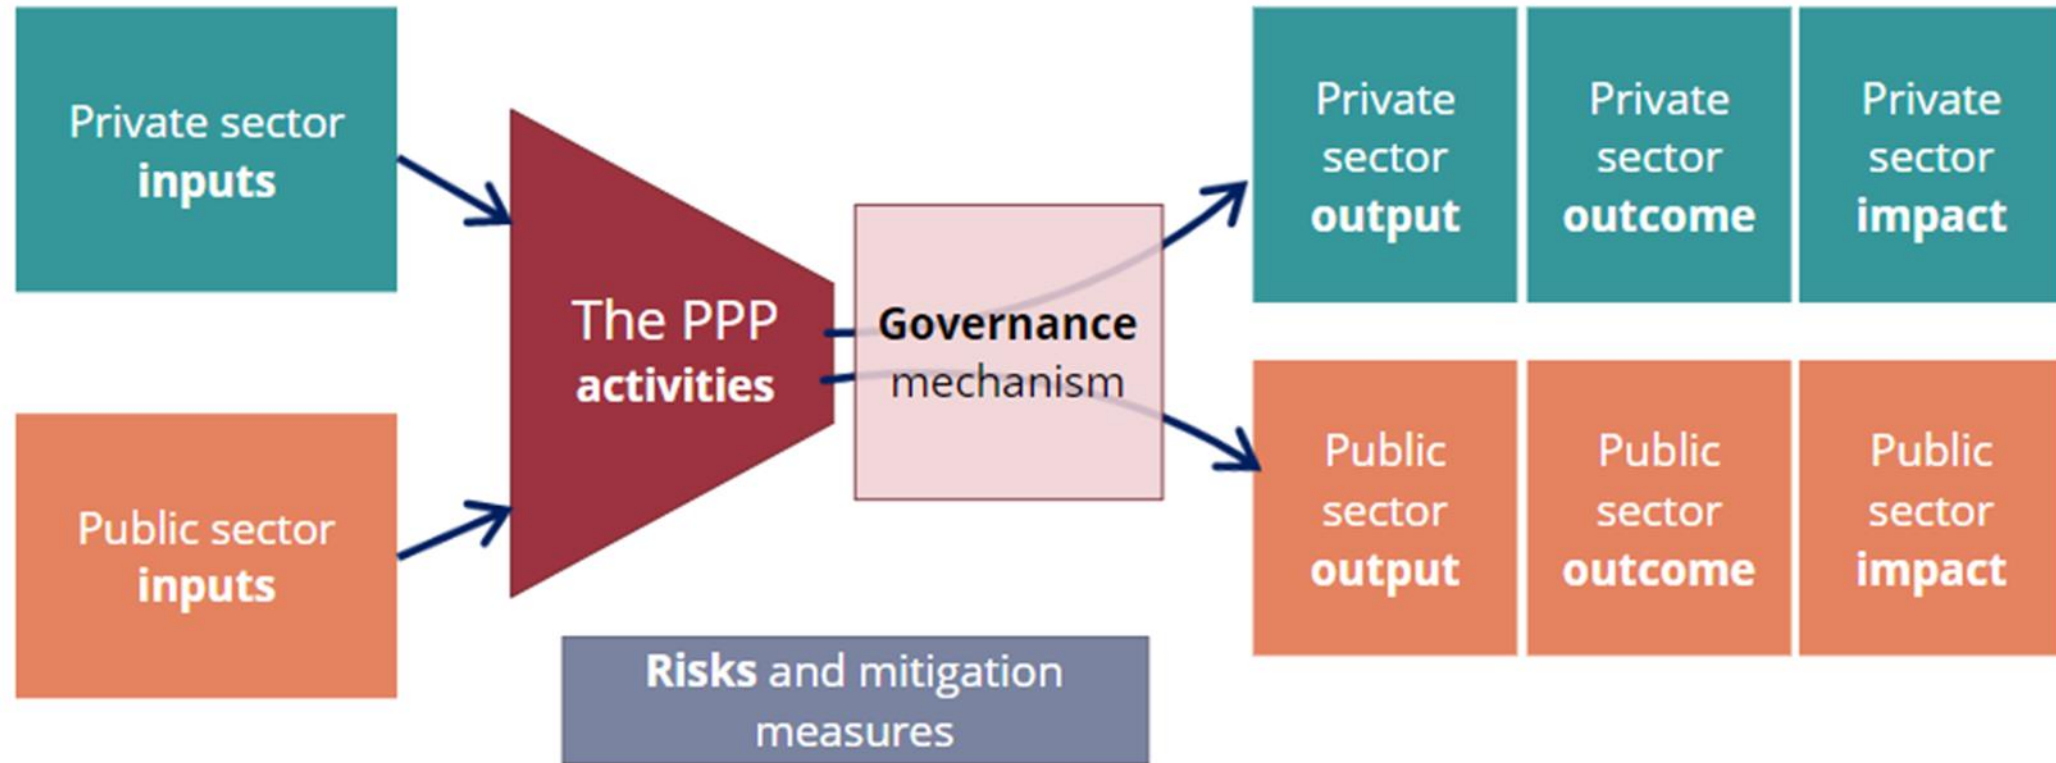 Private sector
inputs
Public sector
inputs
The PPP
activities
Governance
mechanism
Risks and mitigation
measures
Private
sector
output
Private
sector
outcome
Private
sector
impact
Public
sector
output
Public
sector
outcome
Public
sector
impact